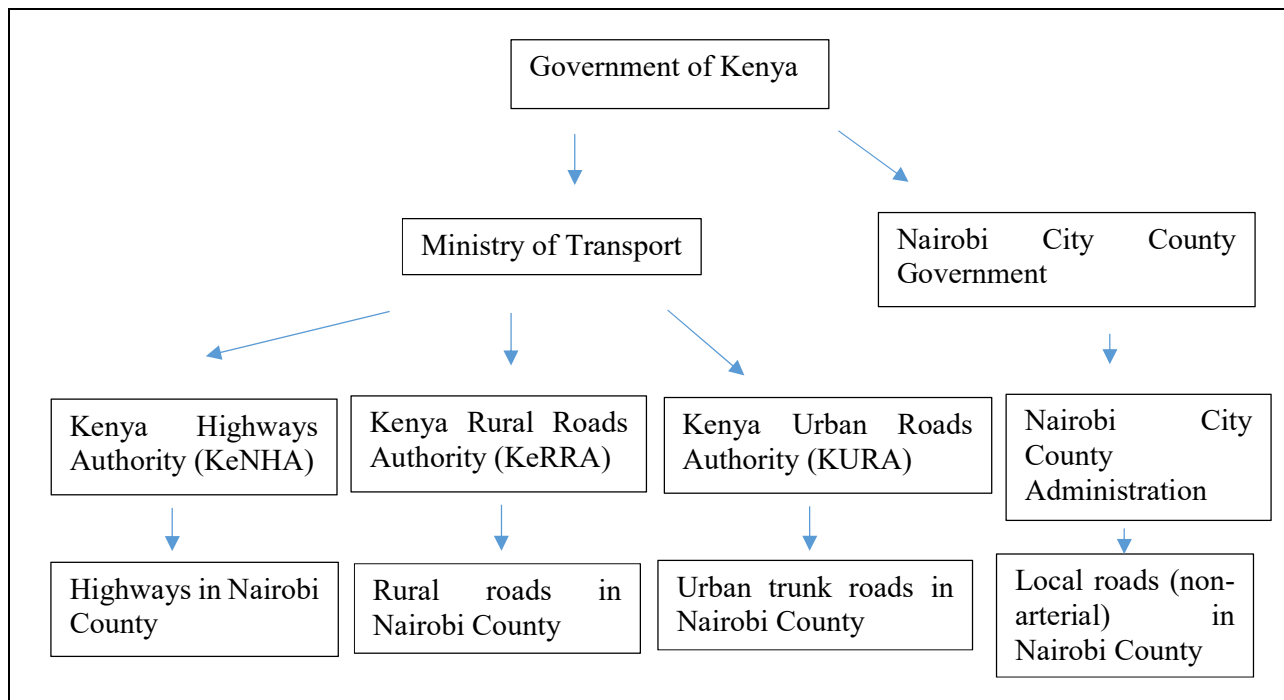 Government of Kenya
Ministry of Transport
Nairobi City County
Government
Kenya Highways
Authority (KeNHA)
Kenya Rural Roads
Authority (KeRRA)
Kenya Urban Roads
Authority (KURA)
Nairobi City
County
Administration
Highways in Nairobi
County
Rural roads in
Nairobi County
Urban trunk roads in
Nairobi County
Local roads (non-
arterial) in
Nairobi County